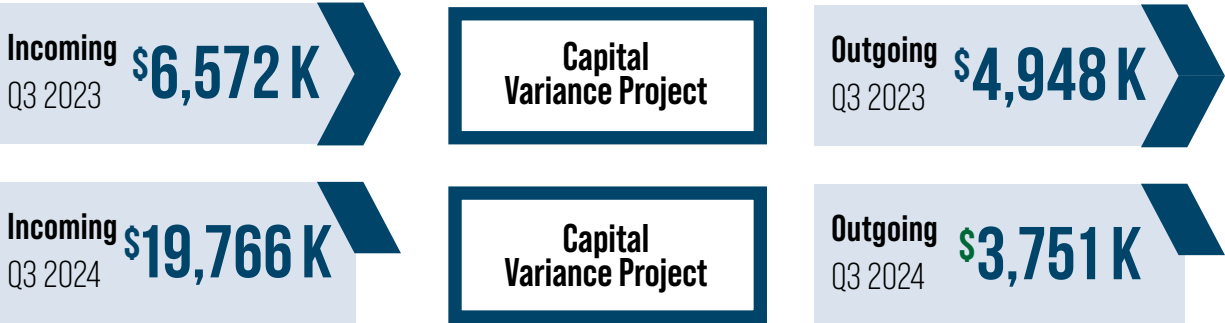 Incoming
Q3 2023
$6,572 K
Capital
Variance Project
Outgoing
Q3 2023
$4,948 K
Incoming
Q3 2024
$19,766 K
Capital
Variance Project
Outgoing
Q3 2024
$3,751 K